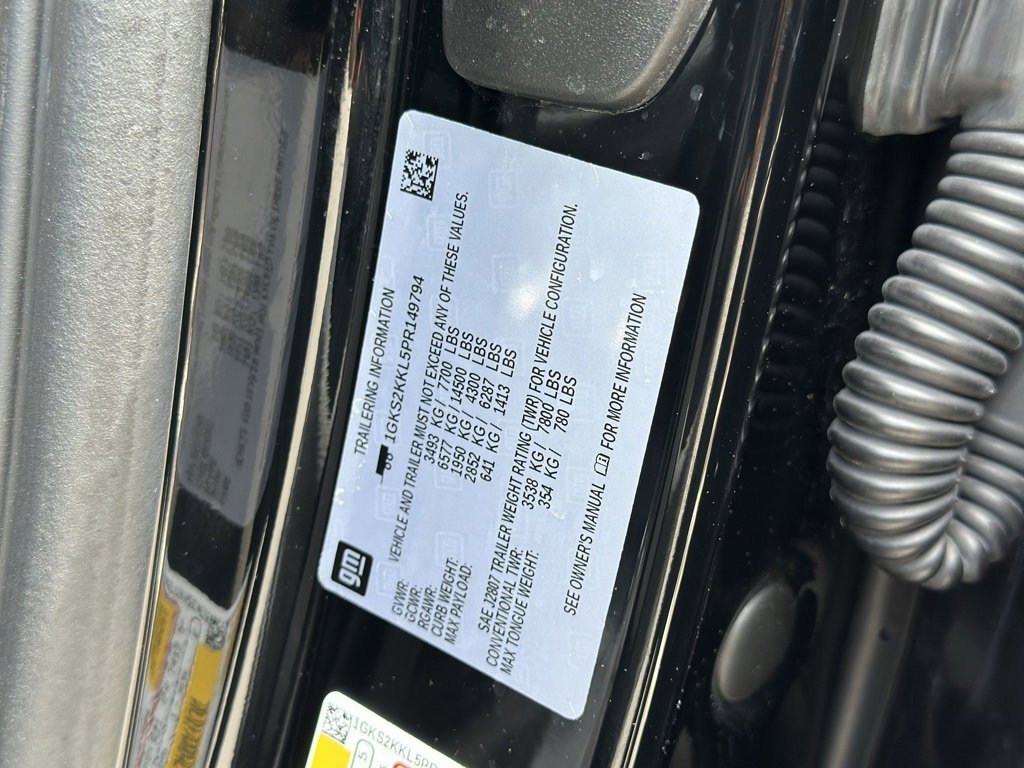 TRAILERING INFORMATION
1GKS2KKL5PR149794
gm
VEHICLE AND TRAILER MUST NOT EXCEED ANY OF THESE VALUES.
GVWR: 3493 KG / 7700 LBS
GCWR: 6577 KG / 14500 LBS
RGAWR: 1950 KG / 4300 LBS
CURB WEIGHT: 2852 KG / 6287 LBS
MAX PAYLOAD: 641 KG / 1413 LBS
SAE J2807 TRAILER WEIGHT RATING (TWR) FOR VEHICLE CONFIGURATION.
CONVENTIONAL TWR: 3538 KG / 7800 LBS
MAX TONGUE WEIGHT: 354 KG / 780 LBS
SEE OWNER'S MANUAL FOR MORE INFORMATION
1GKS2KKL5PR
5